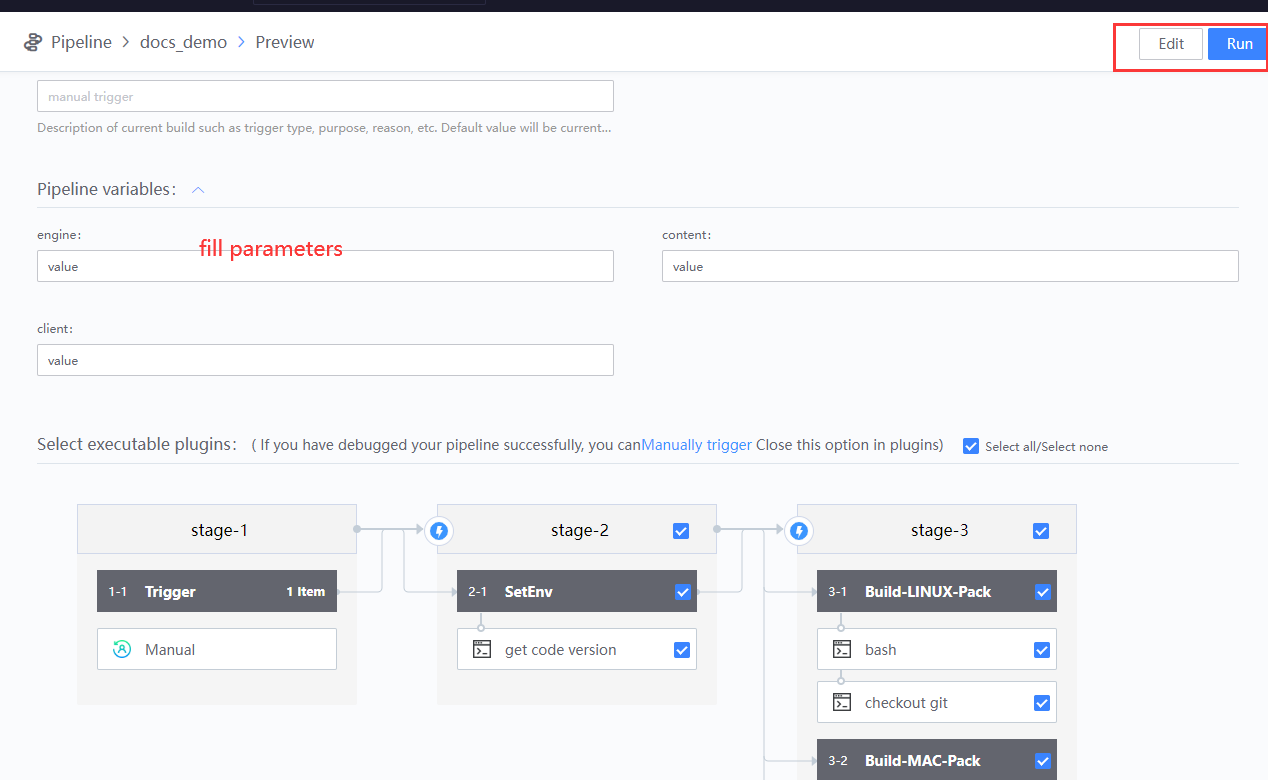 Pipeline > docs_demo > Preview
Edit
Run
manual trigger
Description of current build such as trigger type, purpose, reason, etc. Default value will be current...
Pipeline variables:
engine:
fill parameters
value
content:
value
client:
value
Select executable plugins: ( If you have debugged your pipeline successfully, you canManually trigger Close this option in plugins) Select all/Select none
stage-1
stage-2
stage-3
1-1 Trigger 1 Item
2-1 SetEnv
3-1 Build-LINUX-Pack
Manual
get code version
bash
checkout git
3-2 Build-MAC-Pack